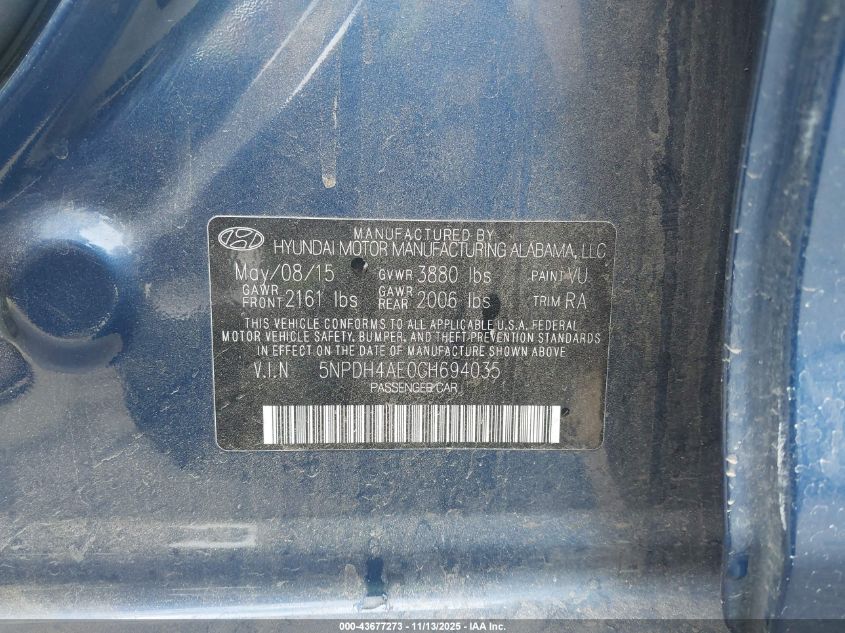 MANUFACTURED BY
HYUNDAI MOTOR MANUFACTURING ALABAMA, LLC
May/08/15 GVWR 3880 lbs PAINT VU
GAWR FRONT 2161 lbs GAWR REAR 2006 lbs TRIM RA
THIS VEHICLE CONFORMS TO ALL APPLICABLE U.S.A. FEDERAL
MOTOR VEHICLE SAFETY, BUMPER, AND THEFT PREVENTION STANDARDS
IN EFFECT ON THE DATE OF MANUFACTURE SHOWN ABOVE
V.I.N 5NPDH4AE0GH694035
PASSENGER CAR
000-43677273 - 11/13/2025 - IAA Inc.